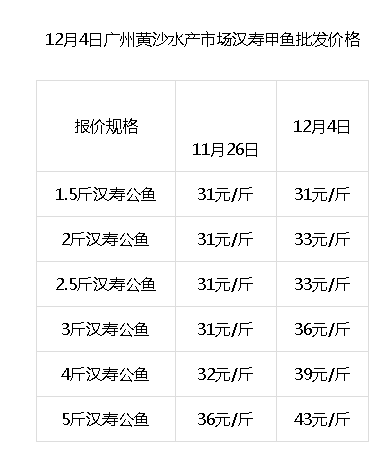 12月4日广州黄沙水产市场汉寿甲鱼批发价格
报价规格 11月26日 12月4日
1.5斤汉寿公鱼 31元/斤 31元/斤
2斤汉寿公鱼 31元/斤 33元/斤
2.5斤汉寿公鱼 31元/斤 33元/斤
3斤汉寿公鱼 31元/斤 36元/斤
4斤汉寿公鱼 32元/斤 39元/斤
5斤汉寿公鱼 36元/斤 43元/斤